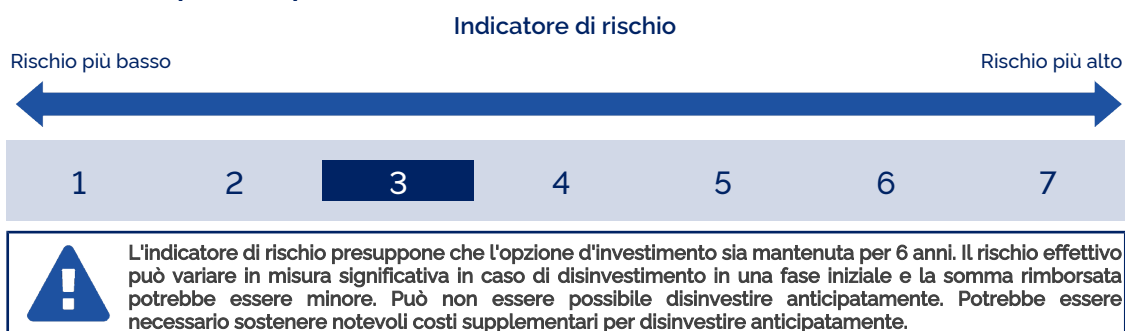 Indicatore di rischio
Rischio più basso Rischio più alto
1 2 3 4 5 6 7
L'indicatore di rischio presuppone che l'opzione d'investimento sia mantenuta per 6 anni. Il rischio effettivo
può variare in misura significativa in caso di disinvestimento in una fase iniziale e la somma rimborsata
potrebbe essere minore. Può non essere possibile disinvestire anticipatamente. Potrebbe essere
necessario sostenere notevoli costi supplementari per disinvestire anticipatamente.